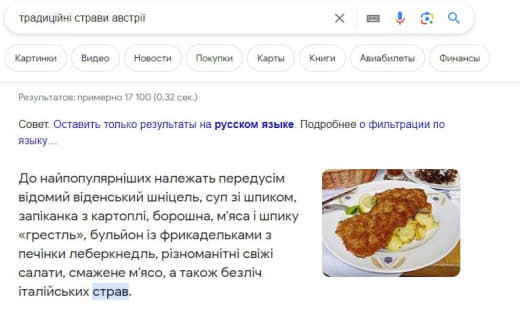 традиційні страви австрії
Картинки
Видео
Новости
Покупки
Карты
Книги
Авиабилеты
Финансы
Результатов: примерно 17 100 (0,32 сек.)
Совет. Оставить только результаты на русском языке. Подробнее о фильтрации по
языку…
До найпопулярніших належать передусім
відомий віденський шніцель, суп зі шпиком,
запіканка з картоплі, борошна, м'яса і шпику
«грестль», бульйон із фрикадельками з
печінки леберкнедль, різноманітні свіжі
салати, смажене м'ясо, а також безліч
італійських страв.